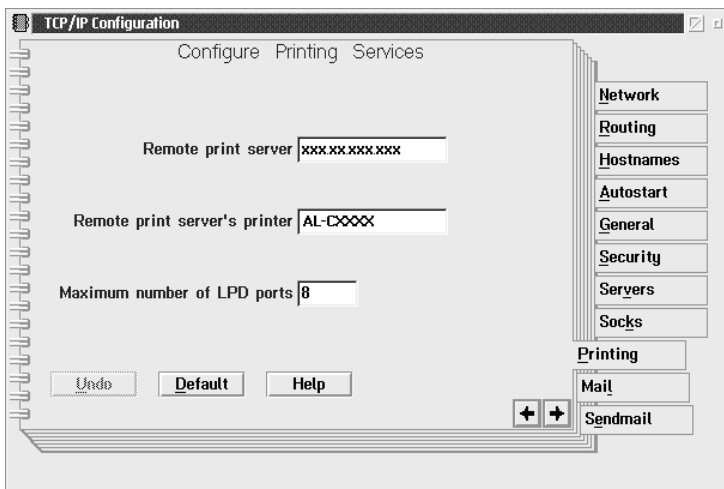 TCP/IP Configuration
Configure Printing Services
Remote print server xxx.xx.xxx.xxx
Remote print server's printer AL-CXXXX
Maximum number of LPD ports 8
Undo Default Help
Network
Routing
Hostnames
Autostart
General
Security
Servers
Socks
Printing
Mail
Sendmail